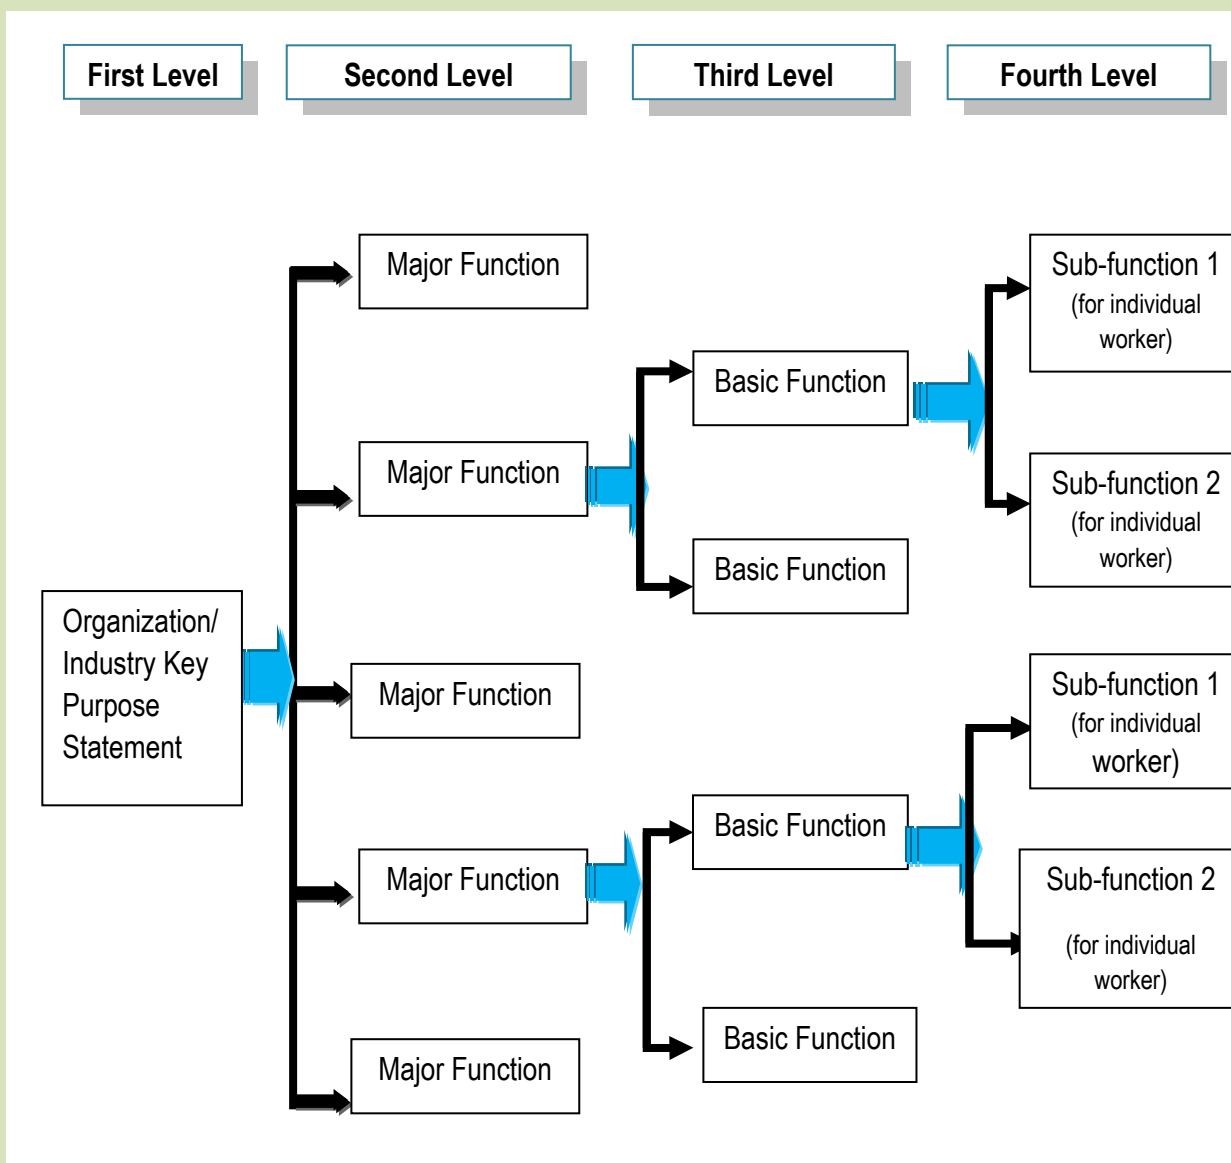 First Level
Second Level
Third Level
Fourth Level
Organization/
Industry Key
Purpose
Statement
Major Function
Major Function
Major Function
Major Function
Major Function
Basic Function
Basic Function
Basic Function
Basic Function
Sub-function 1
(for individual
worker)
Sub-function 2
(for individual
worker)
Sub-function 1
(for individual
worker)
Sub-function 2
(for individual
worker)